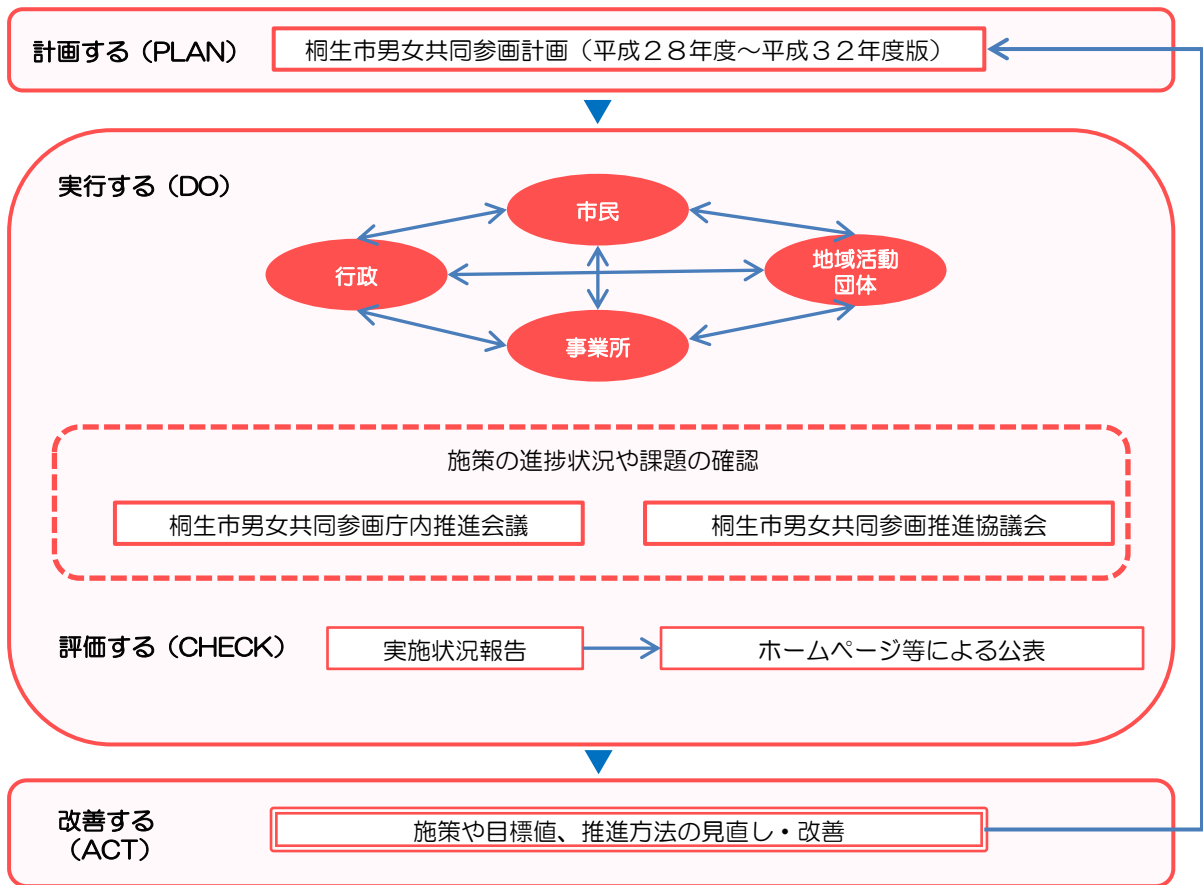 計画する（PLAN）
桐生市男女共同参画計画（平成２８年度～平成３２年度版）
実行する（DO）
市民
行政
地域活動
団体
事業所
施策の進捗状況や課題の確認
桐生市男女共同参画庁内推進会議
桐生市男女共同参画推進協議会
評価する（CHECK）
実施状況報告
ホームページ等による公表
改善する
（ACT）
施策や目標値、推進方法の見直し・改善